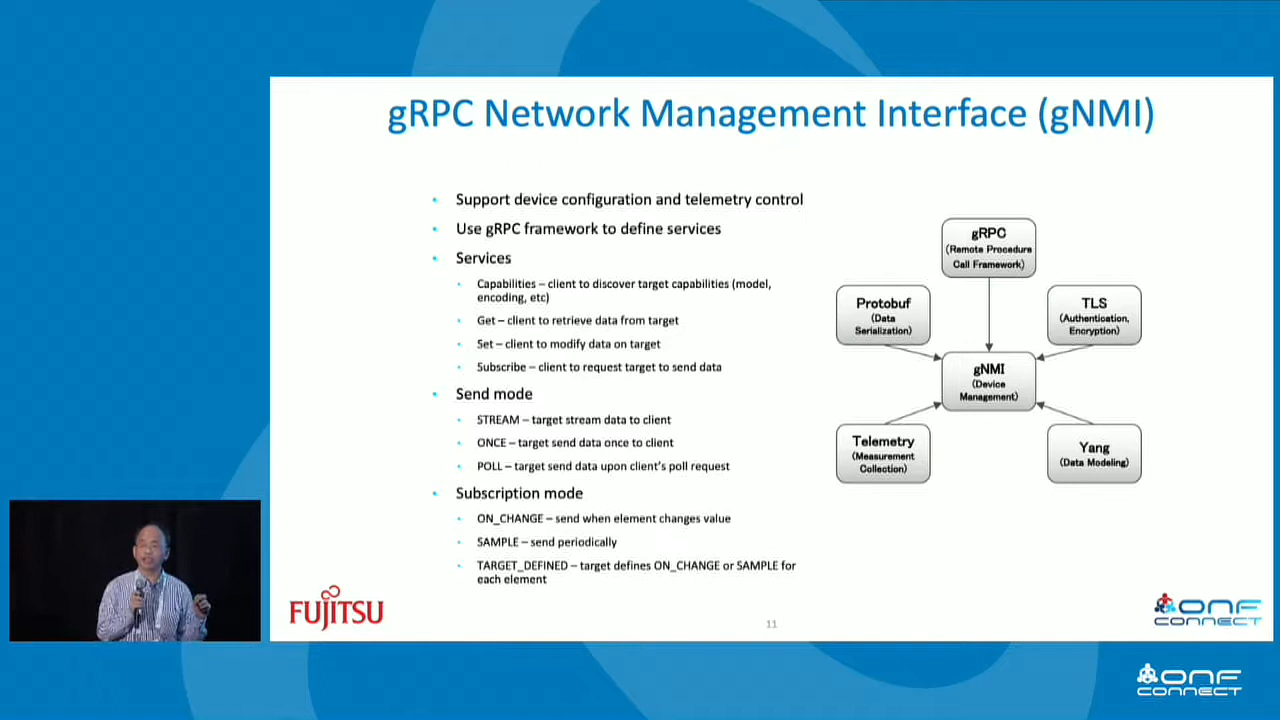 gRPC Network Management Interface (gNMI)
• Support device configuration and telemetry control
• Use gRPC framework to define services
• Services
• Capabilities – client to discover target capabilities (model,
encoding, etc)
• Get – client to retrieve data from target
• Set – client to modify data on target
• Subscribe – client to request target to send data
• Send mode
• STREAM – target stream data to client
• ONCE – target send data once to client
• POLL – target send data upon client's poll request
• Subscription mode
• ON_CHANGE – send when element changes value
• SAMPLE – send periodically
• TARGET_DEFINED – target defines ON_CHANGE or SAMPLE for
each element
gRPC
(Remote Procedure
Call Framework)
Protobuf
(Data
Serialization)
TLS
(Authentication,
Encryption)
gNMI
(Device
Management)
Telemetry
(Measurement
Collection)
Yang
(Data Modeling)
FUJITSU
11
ONF
CONNECT
ONF
CONNECT